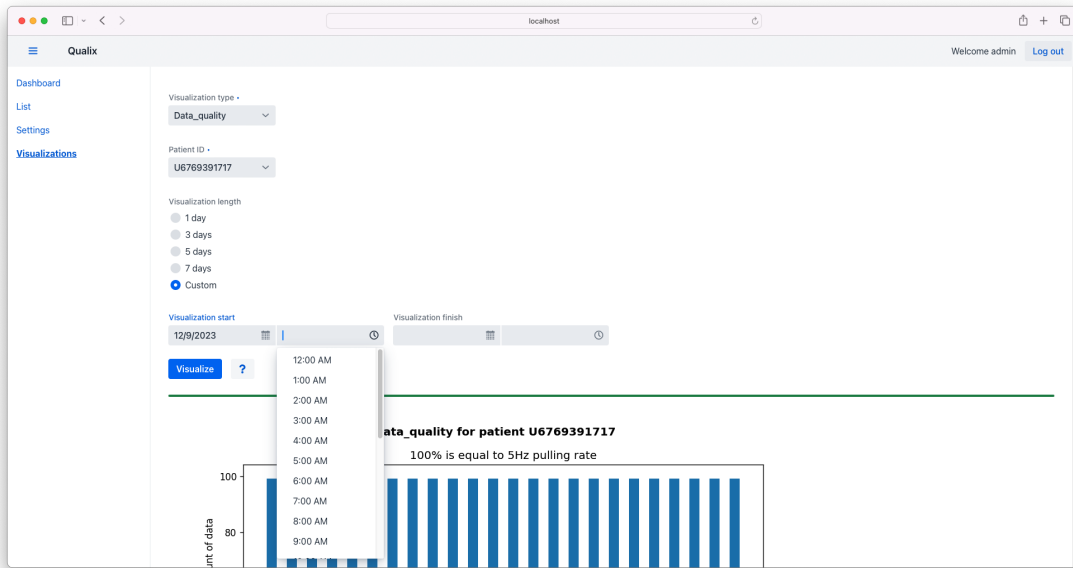 localhost
Qualix
Welcome admin
Log out
Dashboard
List
Settings
Visualizations
Visualization type •
Data_quality
Patient ID •
U6769391717
Visualization length
1 day
3 days
5 days
7 days
Custom
Visualization start
Visualization finish
12/9/2023
Visualize
?
12:00 AM
1:00 AM
2:00 AM
3:00 AM
4:00 AM
5:00 AM
6:00 AM
7:00 AM
8:00 AM
9:00 AM
ata_quality for patient U6769391717
100% is equal to 5Hz pulling rate
100
80
unt of data